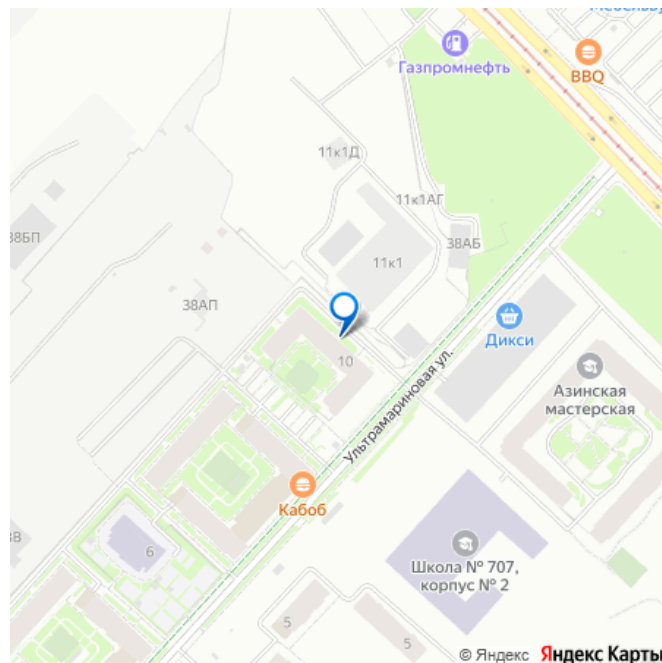 Газпромнефть
BBQ
11к1Д
11к1АГ
38БП
38АБ
11к1
38АП
Дикси
10
Ультрамариновая ул.
Азинская
мастерская
Кабоб
6
Школа № 707,
корпус № 2
5
5
© Яндекс Яндекс Карты